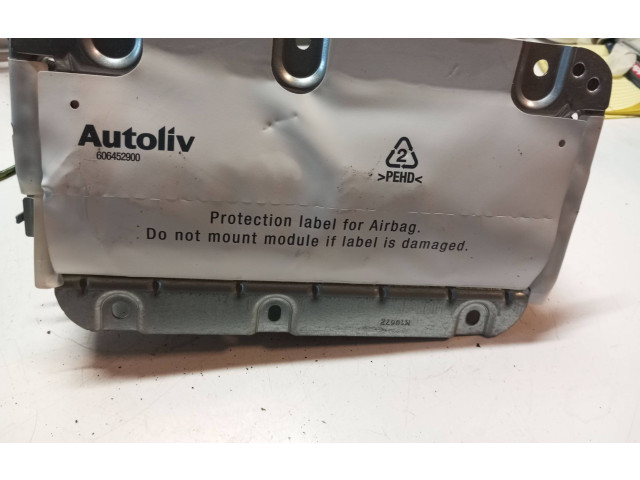 Autoliv
606452900
2
>PEHD<
Protection label for Airbag.
Do not mount module if label is damaged.